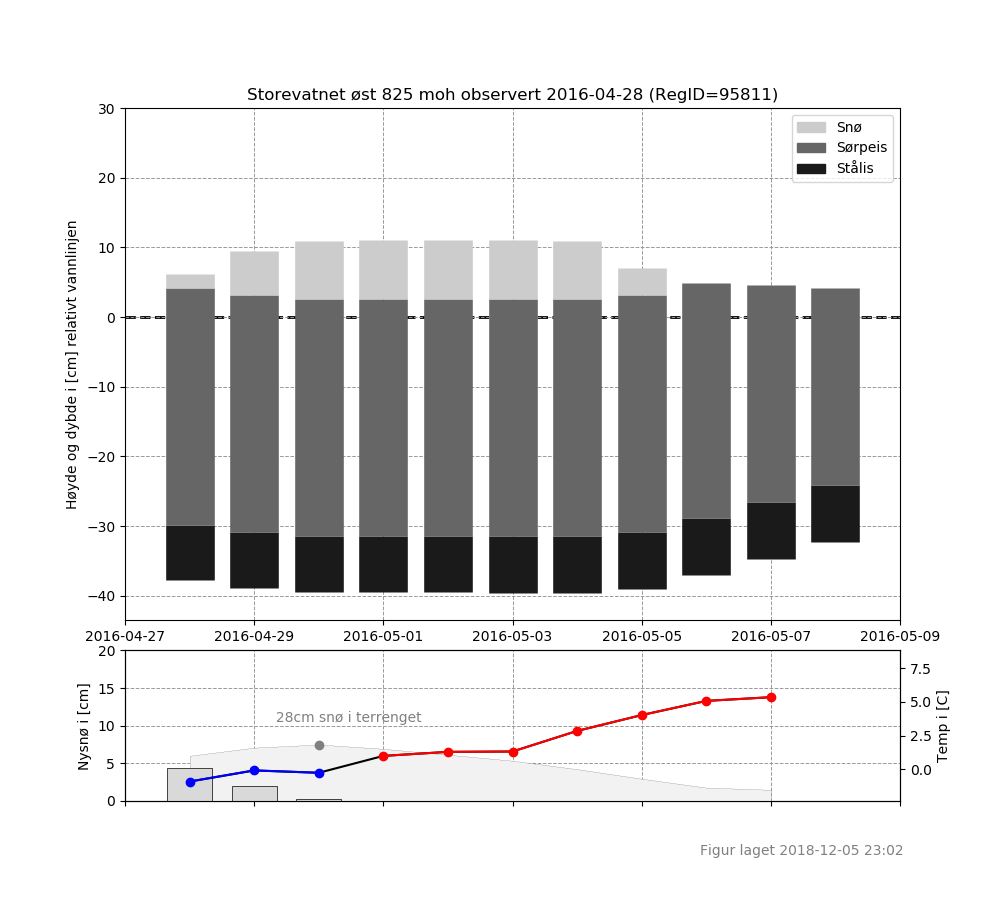 Storevatnet øst 825 moh observert 2016-04-28 (RegID=95811)
30
20
10
0
−10
−20
−30
−40
Høyde og dybde i [cm] relativt vannlinjen
Snø
Sørpeis
Stålis
2016-04-27 2016-04-29 2016-05-01 2016-05-03 2016-05-05 2016-05-07 2016-05-09
20
15
10
5
0
Nysnø i [cm]
28cm snø i terrenget
7.5
5.0
2.5
0.0
Temp i [C]
Figur laget 2018-12-05 23:02